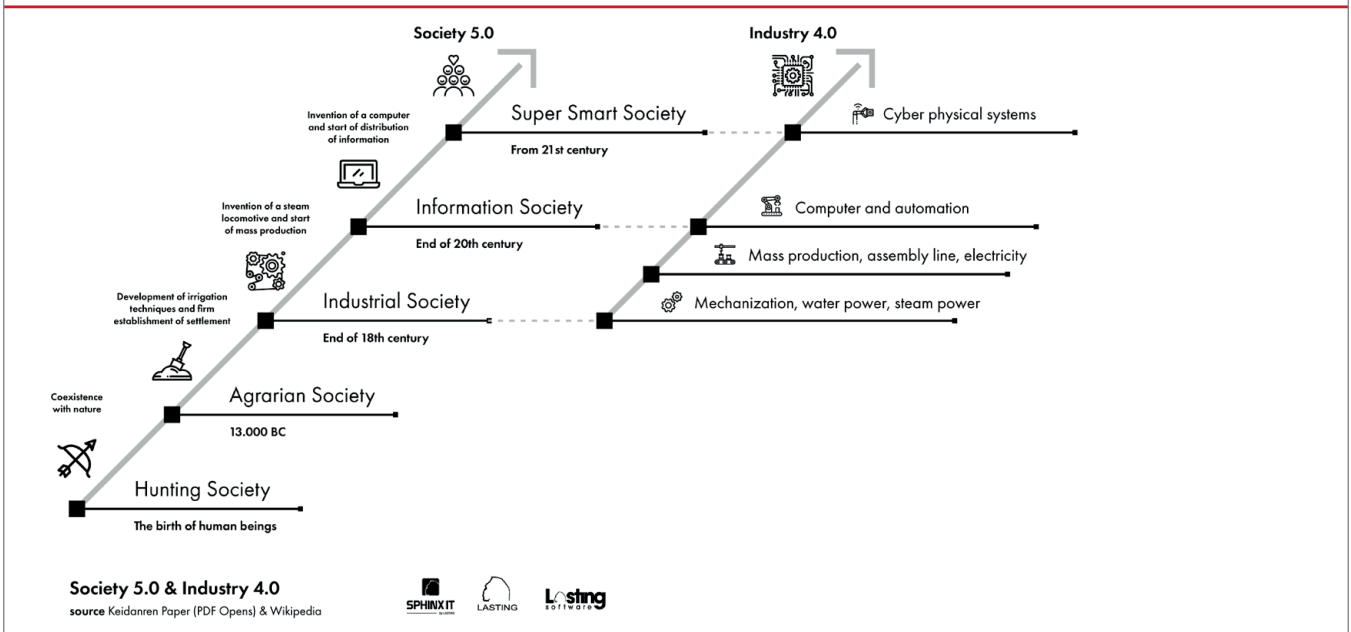 Society 5.0
Industry 4.0
Invention of a computer
and start of distribution
of information
Super Smart Society
From 21st century
Cyber physical systems
Invention of a steam
locomotive and start
of mass production
Information Society
End of 20th century
Computer and automation
Mass production, assembly line, electricity
Development of irrigation
techniques and firm
establishment of settlement
Industrial Society
End of 18th century
Mechanization, water power, steam power
Coexistence
with nature
Agrarian Society
13.000 BC
Hunting Society
The birth of human beings
Society 5.0 & Industry 4.0
source Keidanren Paper (PDF Opens) & Wikipedia
SPHINX IT
LASTING
Lasting
software